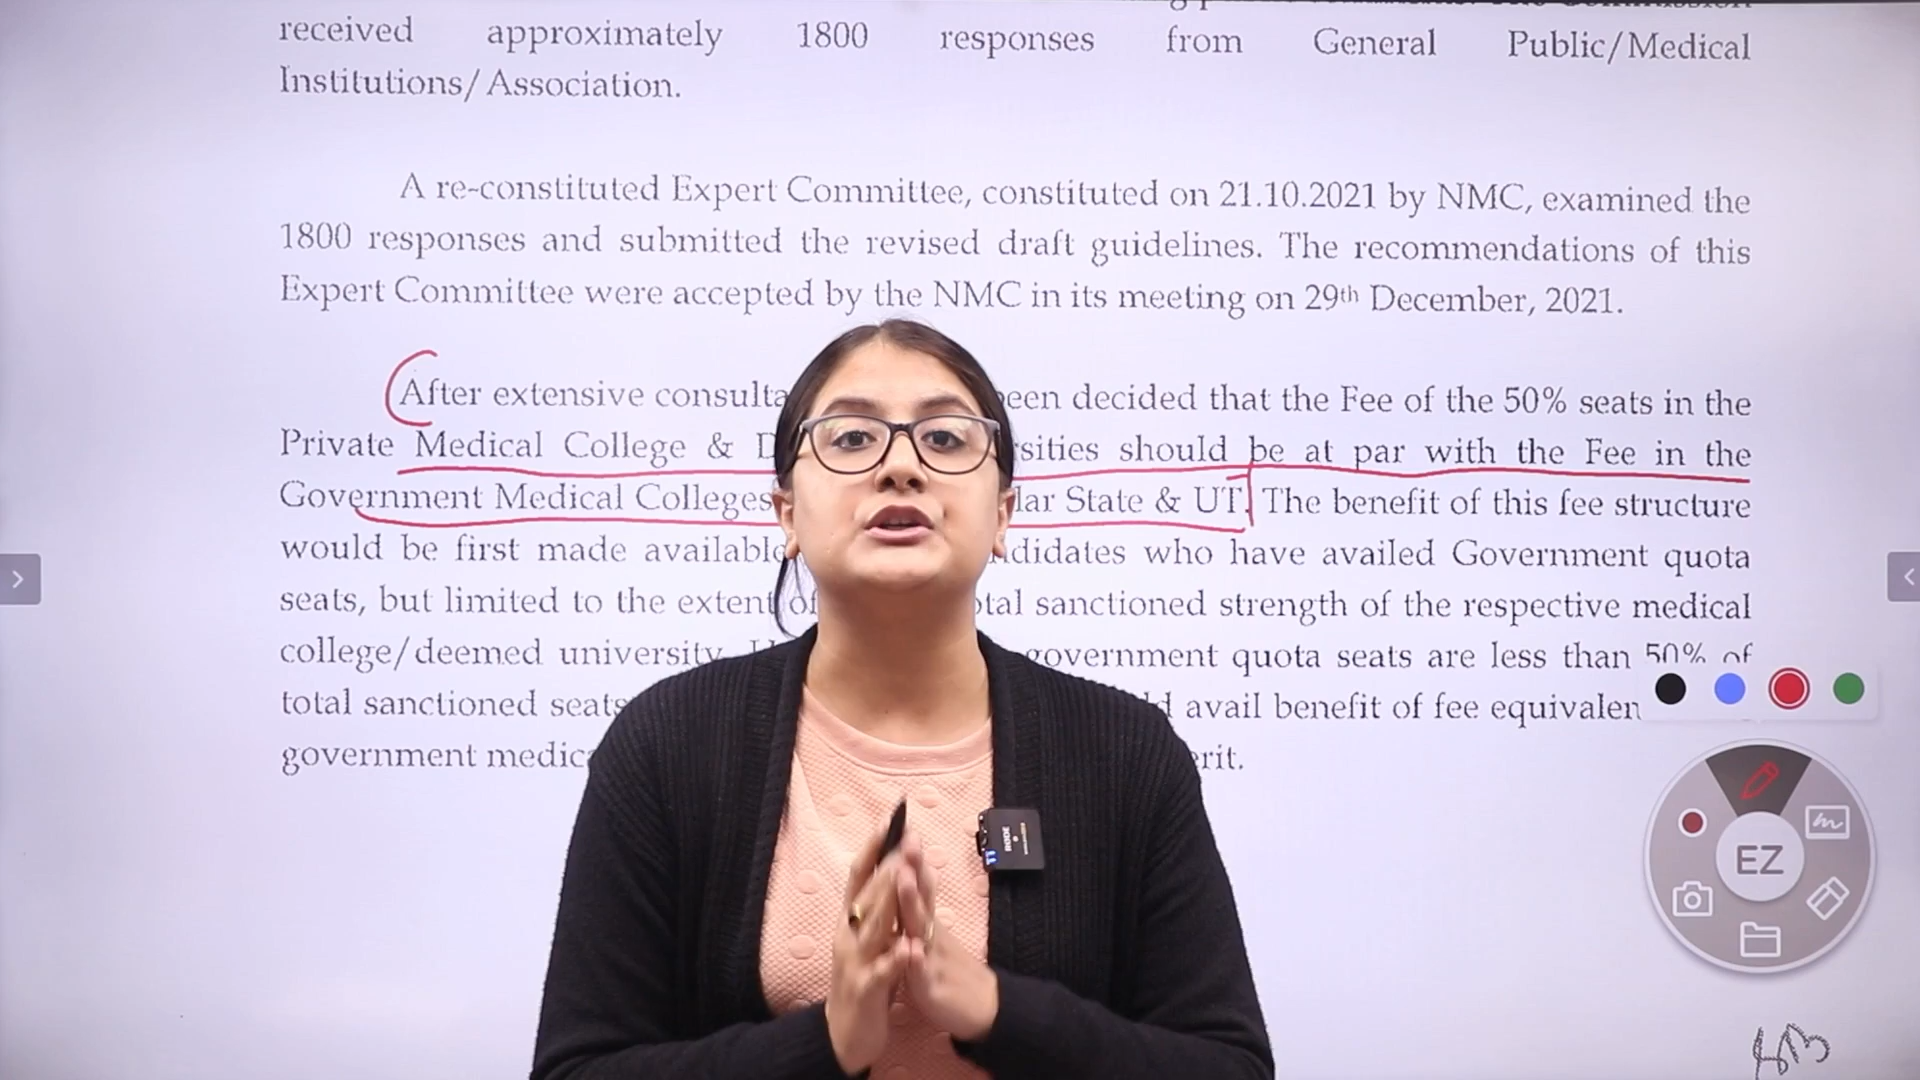 received approximately 1800 responses from General Public/Medical
Institutions/Association.
A re-constituted Expert Committee, constituted on 21.10.2021 by NMC, examined the
1800 responses and submitted the revised draft guidelines. The recommendations of this
Expert Committee were accepted by the NMC in its meeting on 29th December, 2021.
After extensive consulta een decided that the Fee of the 50% seats in the
Private Medical College & D sities should be at par with the Fee in the
Government Medical Colleges lar State & UT. The benefit of this fee structure
would be first made available didates who have availed Government quota
seats, but limited to the extent of tal sanctioned strength of the respective medical
college/deemed university. government quota seats are less than 50% of
total sanctioned seats d avail benefit of fee equivalen
government medic erit.
RODE
EZ